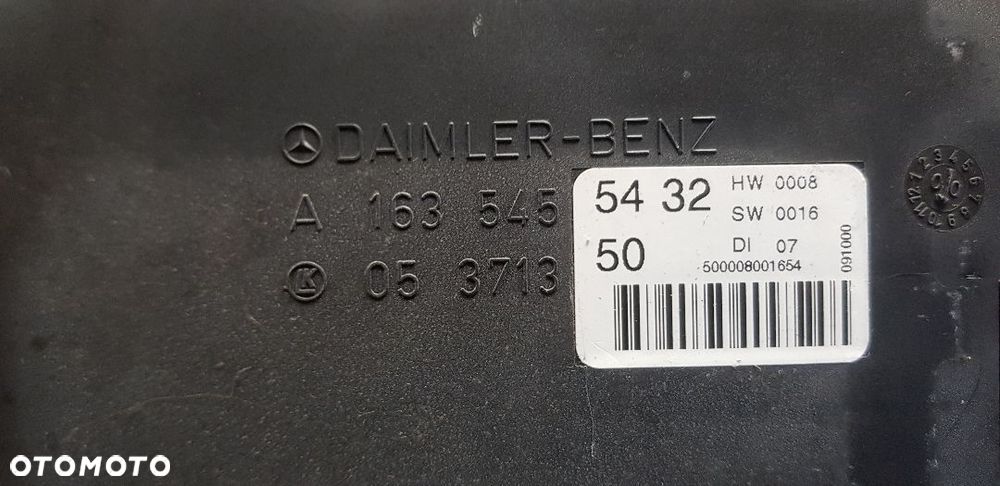 DAIMLER-BENZ
A 163 545 54 32
HW 0008
SW 0016
K 05 3713 50
DI 07
500008001654
091000
OTOMOTO